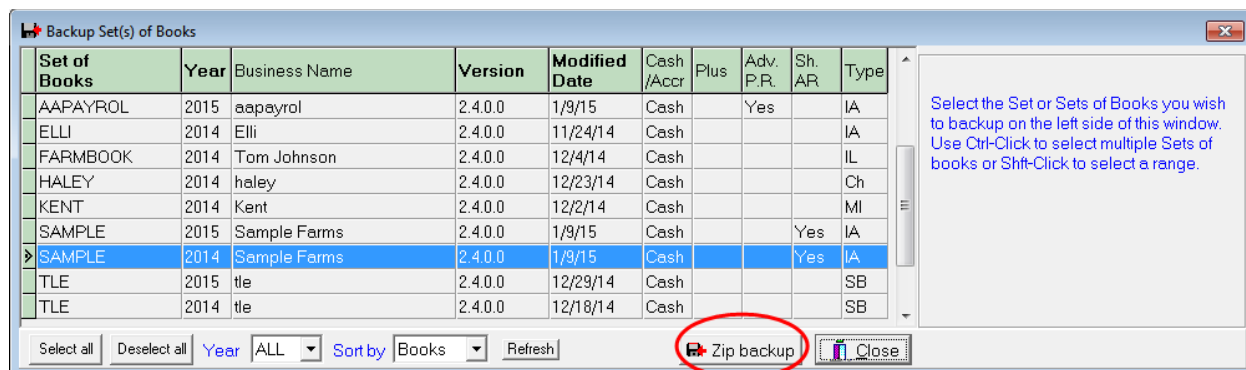 Backup Set(s) of Books
Set of Books Year Business Name Version Modified Date Cash /Accr Plus Adv. P.R. Sh. AR Type
AAPAYROL 2015 aapayrol 2.4.0.0 1/9/15 Cash Yes IA
ELLI 2014 Elli 2.4.0.0 11/24/14 Cash IA
FARMBOOK 2014 Tom Johnson 2.4.0.0 12/4/14 Cash IL
HALEY 2014 haley 2.4.0.0 12/23/14 Cash Ch
KENT 2014 Kent 2.4.0.0 12/2/14 Cash MI
SAMPLE 2015 Sample Farms 2.4.0.0 1/9/15 Cash Yes IA
SAMPLE 2014 Sample Farms 2.4.0.0 1/9/15 Cash Yes IA
TLE 2015 tle 2.4.0.0 12/29/14 Cash SB
TLE 2014 tle 2.4.0.0 12/18/14 Cash SB
Select the Set or Sets of Books you wish
to backup on the left side of this window.
Use Ctrl-Click to select multiple Sets of
books or Shft-Click to select a range.
Select all Deselect all Year ALL Sort by Books Refresh Zip backup Close